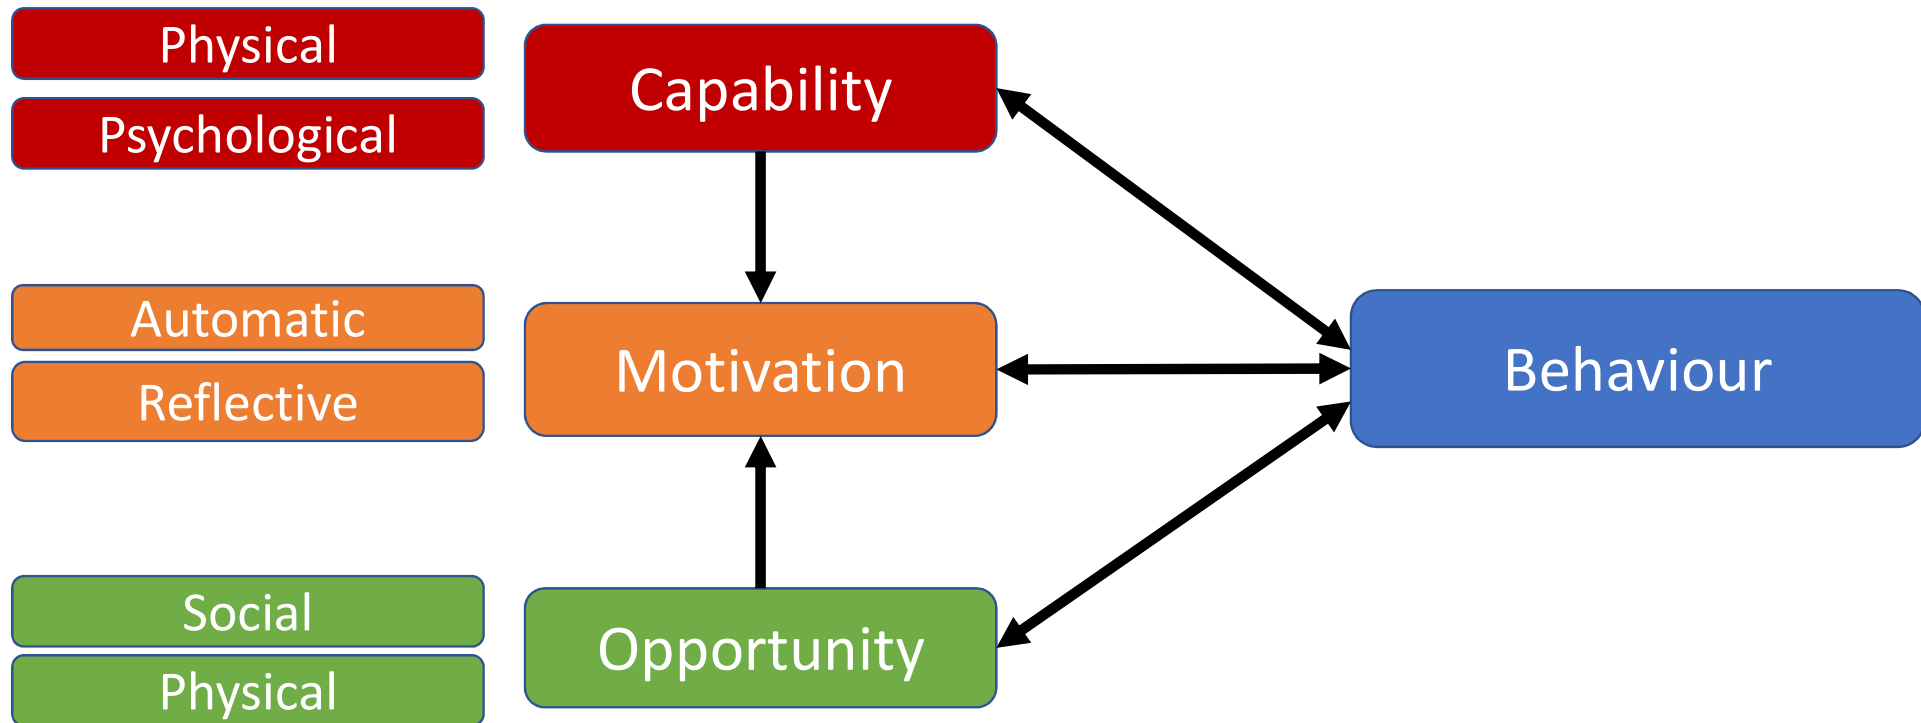 Physical
Psychological
Capability
Automatic
Reflective
Motivation
Behaviour
Social
Physical
Opportunity